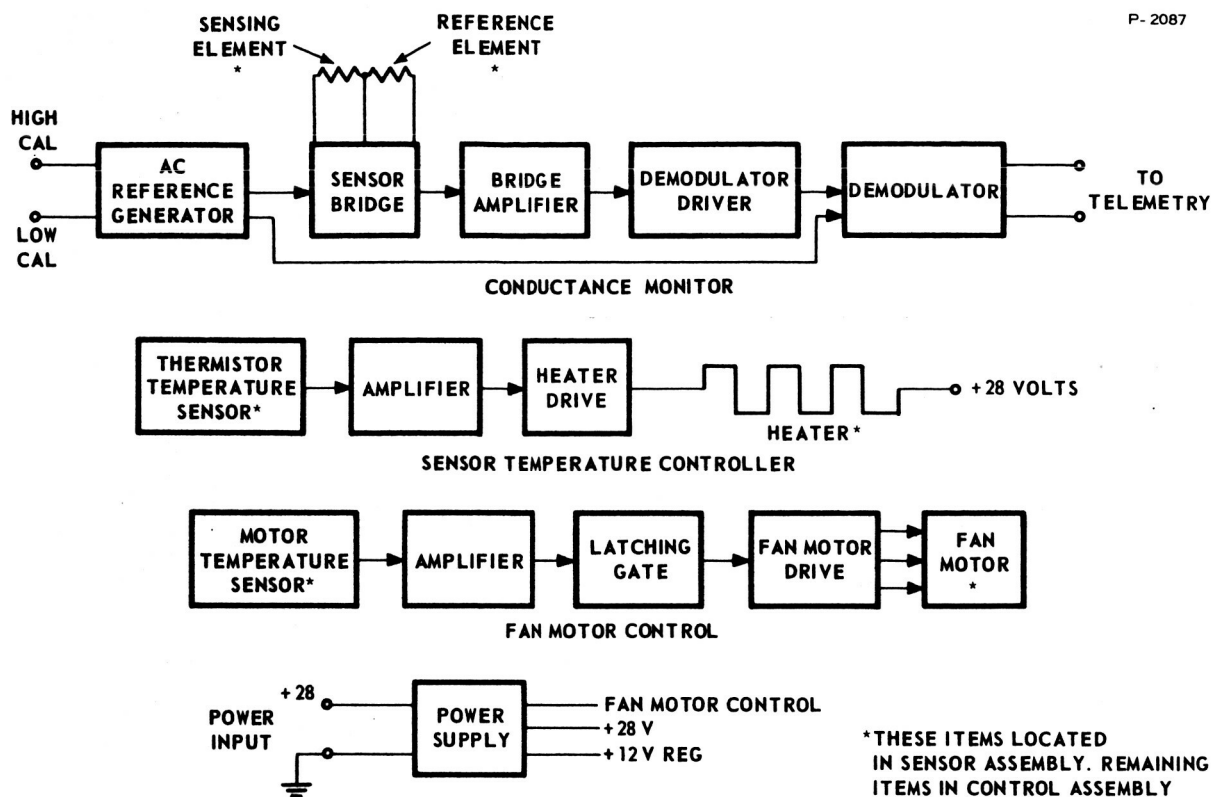 P-2087
SENSING
ELEMENT
*
REFERENCE
ELEMENT
*
HIGH
CAL
LOW
CAL
AC
REFERENCE
GENERATOR
SENSOR
BRIDGE
BRIDGE
AMPLIFIER
DEMODULATOR
DRIVER
DEMODULATOR
TO
TELEMETRY
CONDUCTANCE MONITOR
THERMISTOR
TEMPERATURE
SENSOR*
AMPLIFIER
HEATER
DRIVE
HEATER*
+28 VOLTS
SENSOR TEMPERATURE CONTROLLER
MOTOR
TEMPERATURE
SENSOR*
AMPLIFIER
LATCHING
GATE
FAN MOTOR
DRIVE
FAN
MOTOR
*
FAN MOTOR CONTROL
+28
POWER
INPUT
POWER
SUPPLY
FAN MOTOR CONTROL
+28 V
+12 V REG
*THESE ITEMS LOCATED
IN SENSOR ASSEMBLY. REMAINING
ITEMS IN CONTROL ASSEMBLY